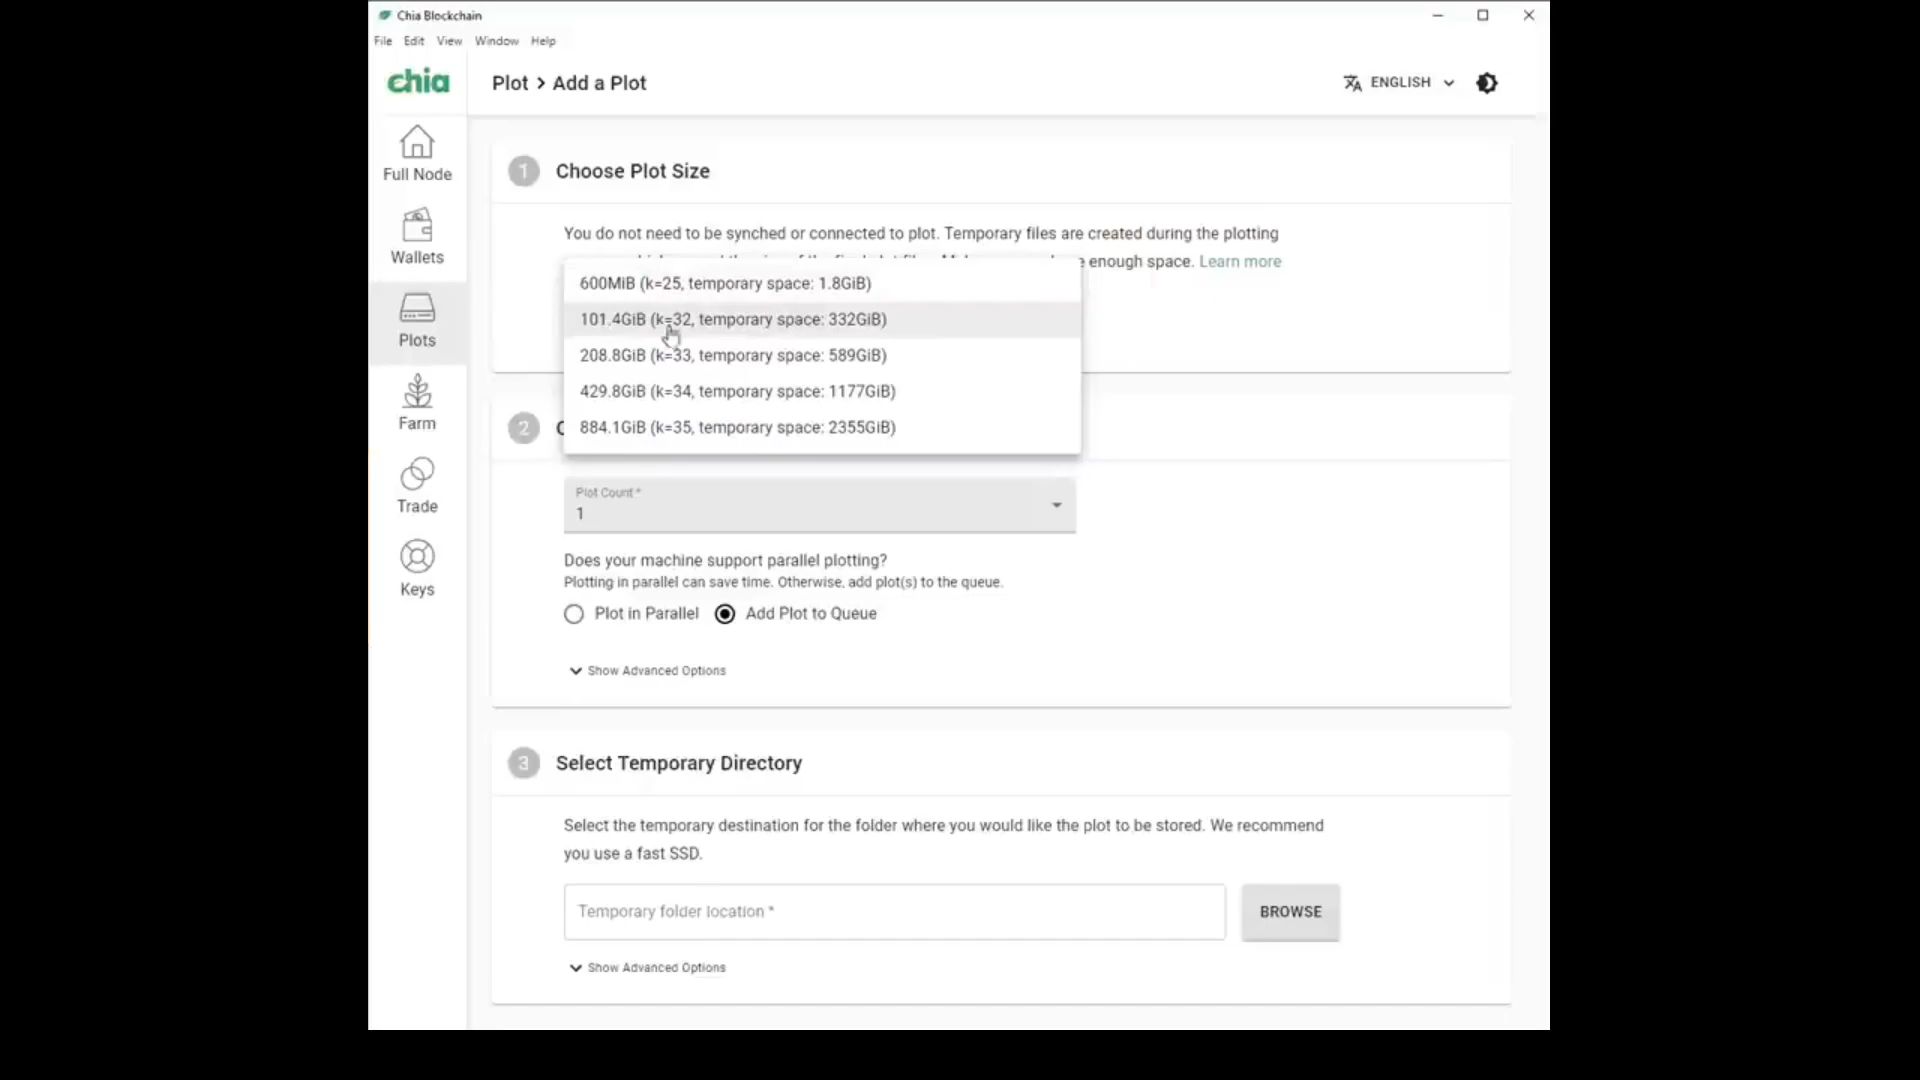 Chia Blockchain
File Edit View Window Help
chia
Plot > Add a Plot
ENGLISH
Full Node
Wallets
Plots
Farm
Trade
Keys
1 Choose Plot Size
You do not need to be synched or connected to plot. Temporary files are created during the plotting
enough space. Learn more
600MiB (k=25, temporary space: 1.8GiB)
101.4GiB (k=32, temporary space: 332GiB)
208.8GiB (k=33, temporary space: 589GiB)
429.8GiB (k=34, temporary space: 1177GiB)
884.1GiB (k=35, temporary space: 2355GiB)
2
Plot Count *
1
Does your machine support parallel plotting?
Plotting in parallel can save time. Otherwise, add plot(s) to the queue.
Plot in Parallel Add Plot to Queue
Show Advanced Options
3 Select Temporary Directory
Select the temporary destination for the folder where you would like the plot to be stored. We recommend
you use a fast SSD.
Temporary folder location *
BROWSE
Show Advanced Options